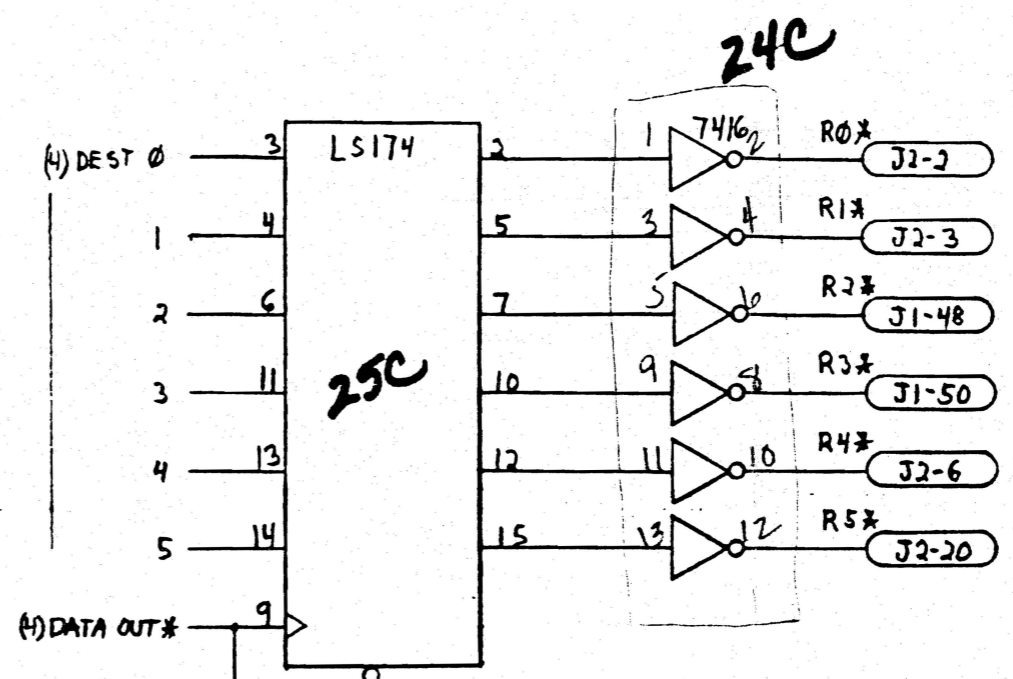 24C
LS174
7416
(4) DEST Ø 3 2 1 2 RØ* J2-2
1 4 5 3 4 R1* J2-3
2 6 7 5 6 R2* J1-48
3 11 10 9 8 R3* J1-50
25C
4 13 12 11 10 R4* J2-6
5 14 15 13 12 R5* J2-20
(4) DATA OUT* 9